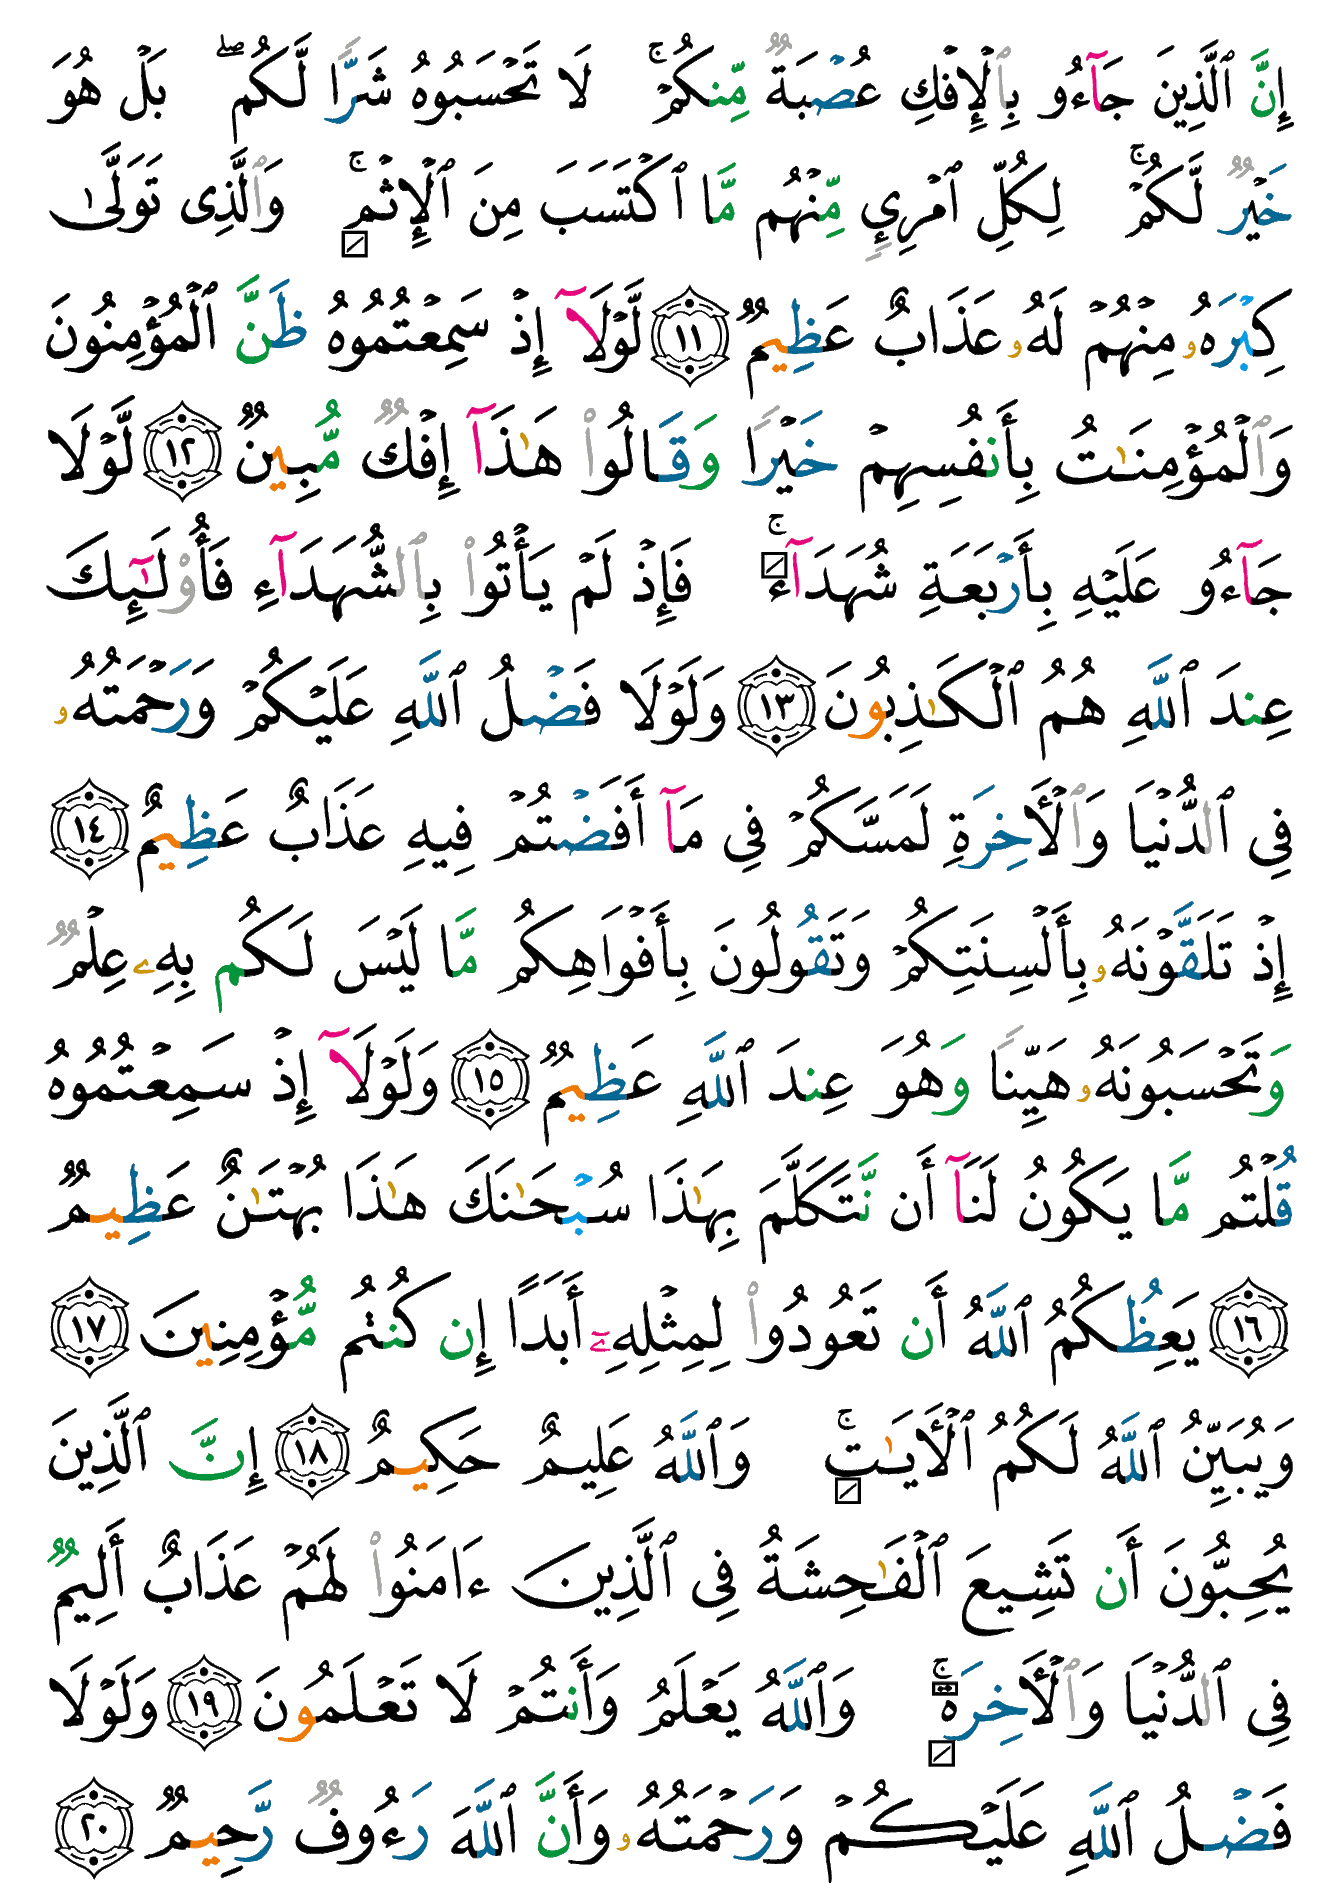 إِنَّ ٱلَّذِينَ جَآءُو بِٱلْإِفْكِ عُصْبَةٌ مِّنكُمْ ۚ لَا تَحْسَبُوهُ شَرًّا لَّكُم ۖ بَلْ هُوَ
خَيْرٌ لَّكُمْ ۚ لِكُلِّ ٱمْرِئٍ مِّنْهُم مَّا ٱكْتَسَبَ مِنَ ٱلْإِثْمِ ۚ وَٱلَّذِى تَوَلَّىٰ
كِبْرَهُۥ مِنْهُمْ لَهُۥ عَذَابٌ عَظِيمٌ ١١ لَّوْلَآ إِذْ سَمِعْتُمُوهُ ظَنَّ ٱلْمُؤْمِنُونَ
وَٱلْمُؤْمِنَـٰتُ بِأَنفُسِهِمْ خَيْرًا وَقَالُوا۟ هَـٰذَآ إِفْكٌ مُّبِينٌ ١٢ لَّوْلَا
جَآءُو عَلَيْهِ بِأَرْبَعَةِ شُهَدَآءَ ۚ فَإِذْ لَمْ يَأْتُوا۟ بِٱلشُّهَدَآءِ فَأُو۟لَـٰٓئِكَ
عِندَ ٱللَّهِ هُمُ ٱلْكَـٰذِبُونَ ١٣ وَلَوْلَا فَضْلُ ٱللَّهِ عَلَيْكُمْ وَرَحْمَتُهُۥ
فِى ٱلدُّنْيَا وَٱلْـَٔاخِرَةِ لَمَسَّكُمْ فِى مَآ أَفَضْتُمْ فِيهِ عَذَابٌ عَظِيمٌ ١٤
إِذْ تَلَقَّوْنَهُۥ بِأَلْسِنَتِكُمْ وَتَقُولُونَ بِأَفْوَاهِكُم مَّا لَيْسَ لَكُم بِهِۦ عِلْمٌ
وَتَحْسَبُونَهُۥ هَيِّنًا وَهُوَ عِندَ ٱللَّهِ عَظِيمٌ ١٥ وَلَوْلَآ إِذْ سَمِعْتُمُوهُ
قُلْتُم مَّا يَكُونُ لَنَآ أَن نَّتَكَلَّمَ بِهَـٰذَا سُبْحَـٰنَكَ هَـٰذَا بُهْتَـٰنٌ عَظِيمٌ
١٦ يَعِظُكُمُ ٱللَّهُ أَن تَعُودُوا۟ لِمِثْلِهِۦٓ أَبَدًا إِن كُنتُم مُّؤْمِنِينَ ١٧
وَيُبَيِّنُ ٱللَّهُ لَكُمُ ٱلْـَٔايَـٰتِ ۚ وَٱللَّهُ عَلِيمٌ حَكِيمٌ ١٨ إِنَّ ٱلَّذِينَ
يُحِبُّونَ أَن تَشِيعَ ٱلْفَـٰحِشَةُ فِى ٱلَّذِينَ ءَامَنُوا۟ لَهُمْ عَذَابٌ أَلِيمٌ
فِى ٱلدُّنْيَا وَٱلْـَٔاخِرَةِ ۚ وَٱللَّهُ يَعْلَمُ وَأَنتُمْ لَا تَعْلَمُونَ ١٩ وَلَوْلَا
فَضْلُ ٱللَّهِ عَلَيْكُمْ وَرَحْمَتُهُۥ وَأَنَّ ٱللَّهَ رَءُوفٌ رَّحِيمٌ ٢٠